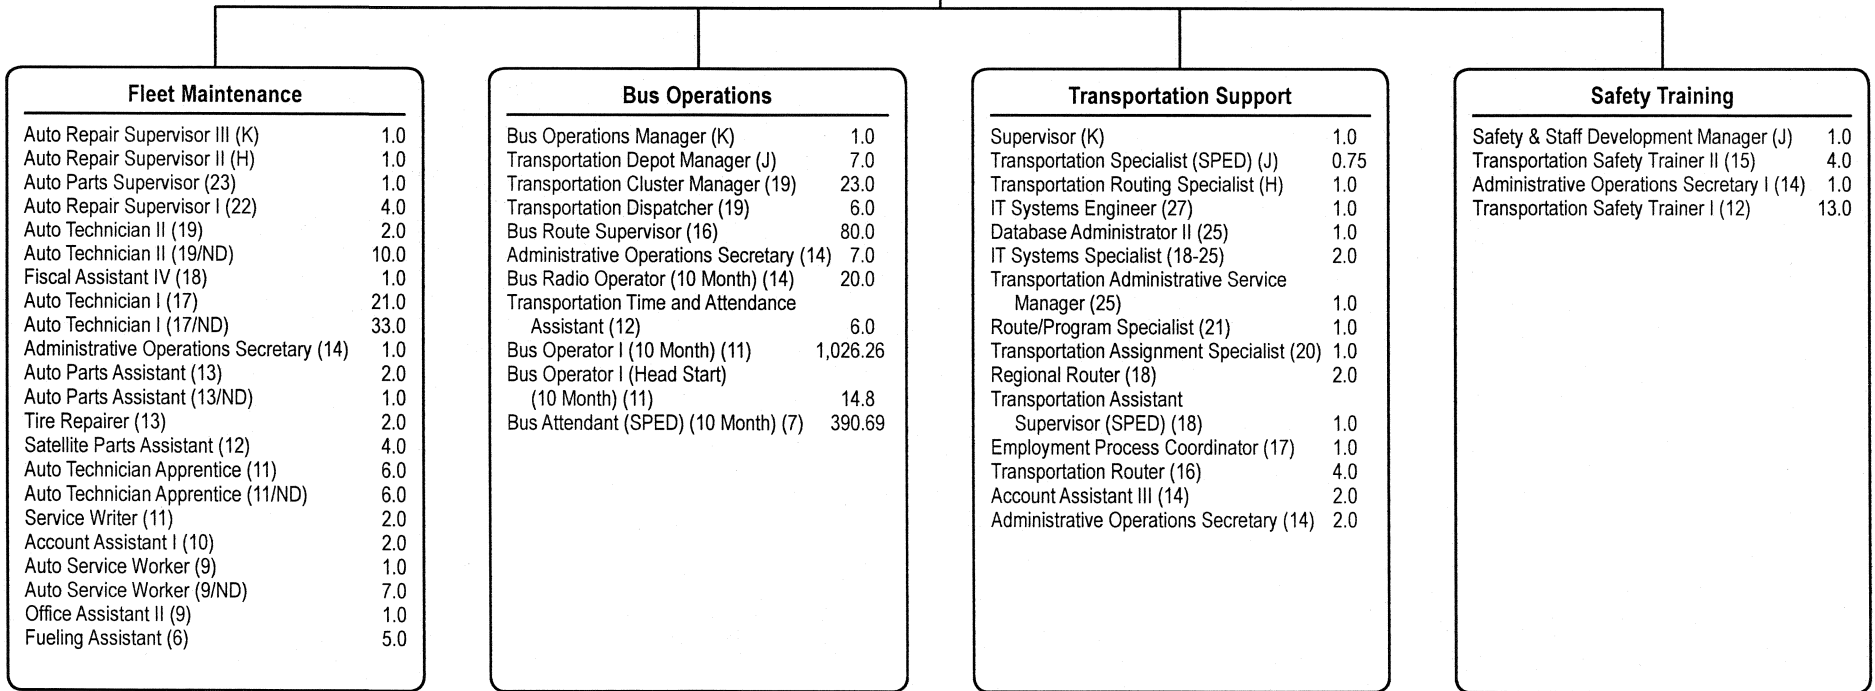 Fleet Maintenance
Auto Repair Supervisor III (K) 1.0
Auto Repair Supervisor II (H) 1.0
Auto Parts Supervisor (23) 1.0
Auto Repair Supervisor I (22) 4.0
Auto Technician II (19) 2.0
Auto Technician II (19/ND) 10.0
Fiscal Assistant IV (18) 1.0
Auto Technician I (17) 21.0
Auto Technician I (17/ND) 33.0
Administrative Operations Secretary (14) 1.0
Auto Parts Assistant (13) 2.0
Auto Parts Assistant (13/ND) 1.0
Tire Repairer (13) 2.0
Satellite Parts Assistant (12) 4.0
Auto Technician Apprentice (11) 6.0
Auto Technician Apprentice (11/ND) 6.0
Service Writer (11) 2.0
Account Assistant I (10) 2.0
Auto Service Worker (9) 1.0
Auto Service Worker (9/ND) 7.0
Office Assistant II (9) 1.0
Fueling Assistant (6) 5.0
Bus Operations
Bus Operations Manager (K) 1.0
Transportation Depot Manager (J) 7.0
Transportation Cluster Manager (19) 23.0
Transportation Dispatcher (19) 6.0
Bus Route Supervisor (16) 80.0
Administrative Operations Secretary (14) 7.0
Bus Radio Operator (10 Month) (14) 20.0
Transportation Time and Attendance
Assistant (12) 6.0
Bus Operator I (10 Month) (11) 1,026.26
Bus Operator I (Head Start)
(10 Month) (11) 14.8
Bus Attendant (SPED) (10 Month) (7) 390.69
Transportation Support
Supervisor (K) 1.0
Transportation Specialist (SPED) (J) 0.75
Transportation Routing Specialist (H) 1.0
IT Systems Engineer (27) 1.0
Database Administrator II (25) 1.0
IT Systems Specialist (18-25) 2.0
Transportation Administrative Service
Manager (25) 1.0
Route/Program Specialist (21) 1.0
Transportation Assignment Specialist (20) 1.0
Regional Router (18) 2.0
Transportation Assistant
Supervisor (SPED) (18) 1.0
Employment Process Coordinator (17) 1.0
Transportation Router (16) 4.0
Account Assistant III (14) 2.0
Administrative Operations Secretary (14) 2.0
Safety Training
Safety & Staff Development Manager (J) 1.0
Transportation Safety Trainer II (15) 4.0
Administrative Operations Secretary I (14) 1.0
Transportation Safety Trainer I (12) 13.0